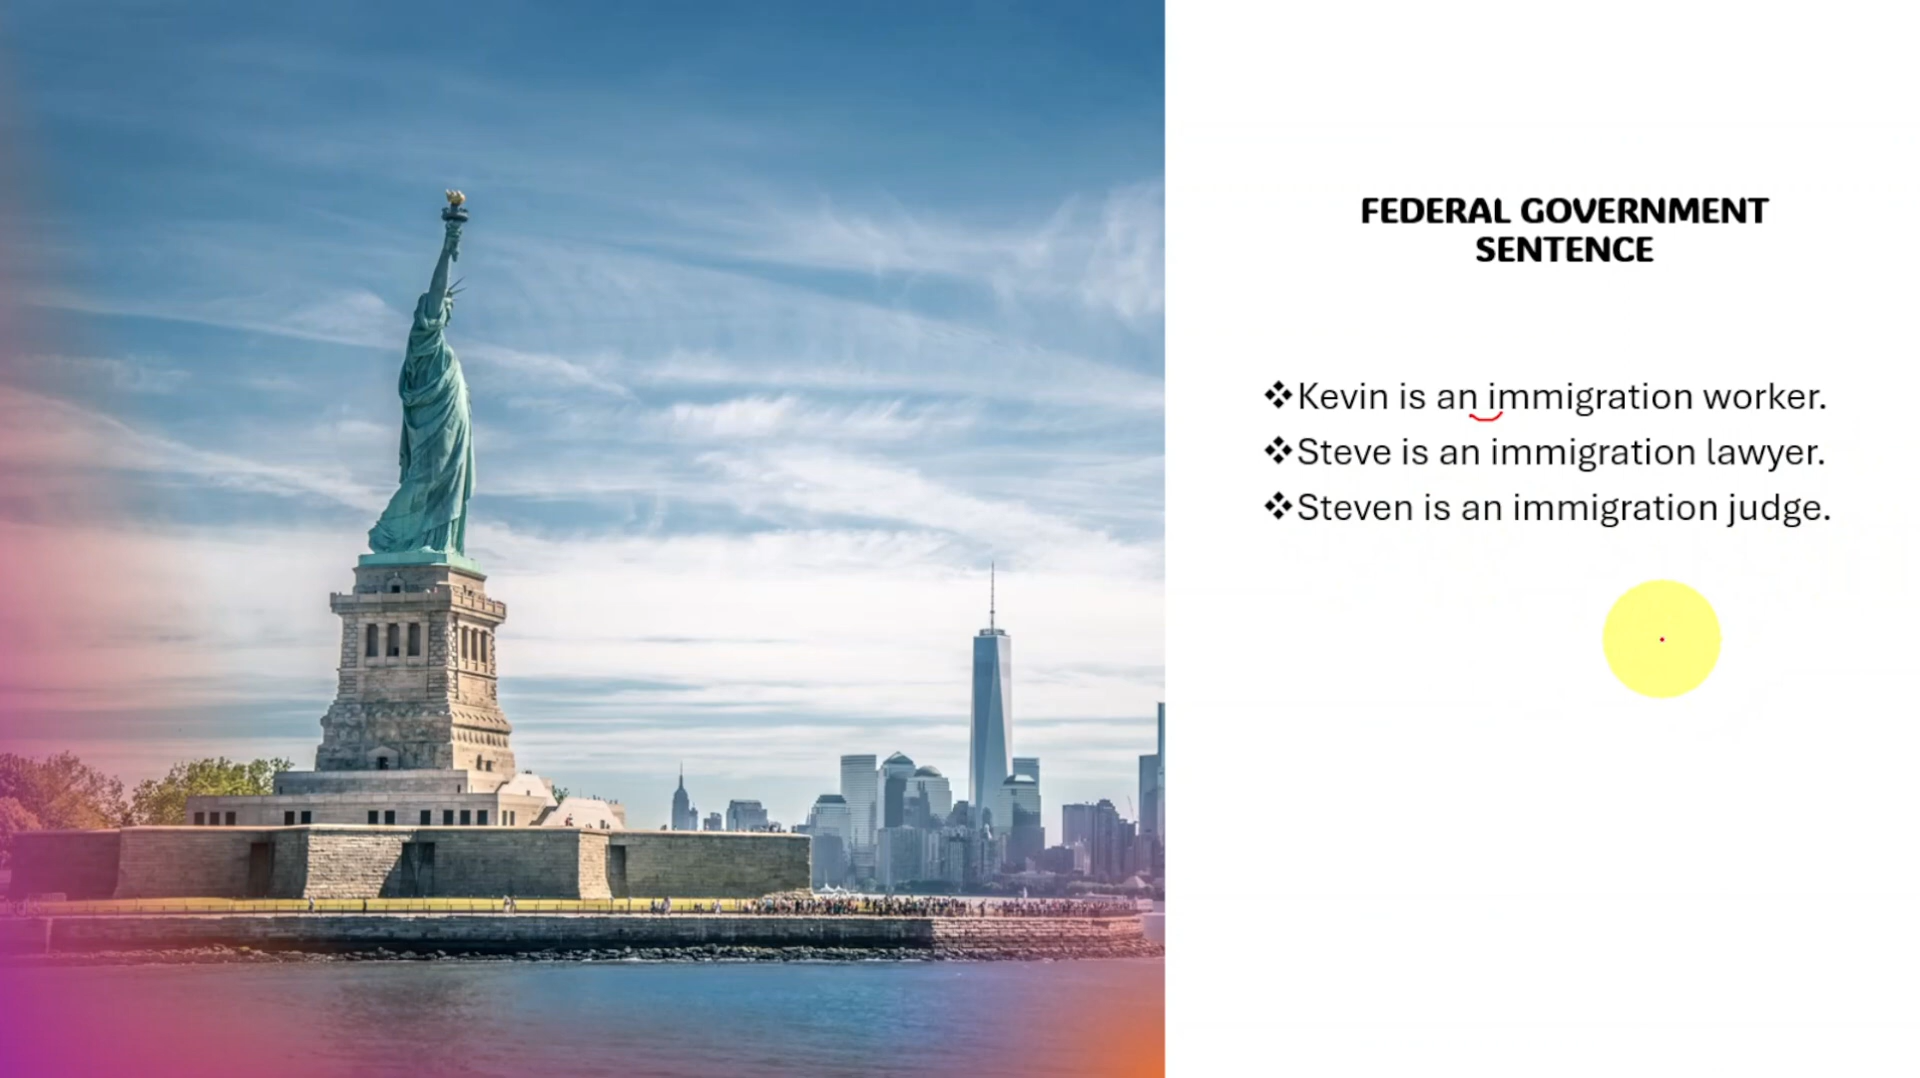 FEDERAL GOVERNMENT
SENTENCE
❖Kevin is an immigration worker.
❖Steve is an immigration lawyer.
❖Steven is an immigration judge.